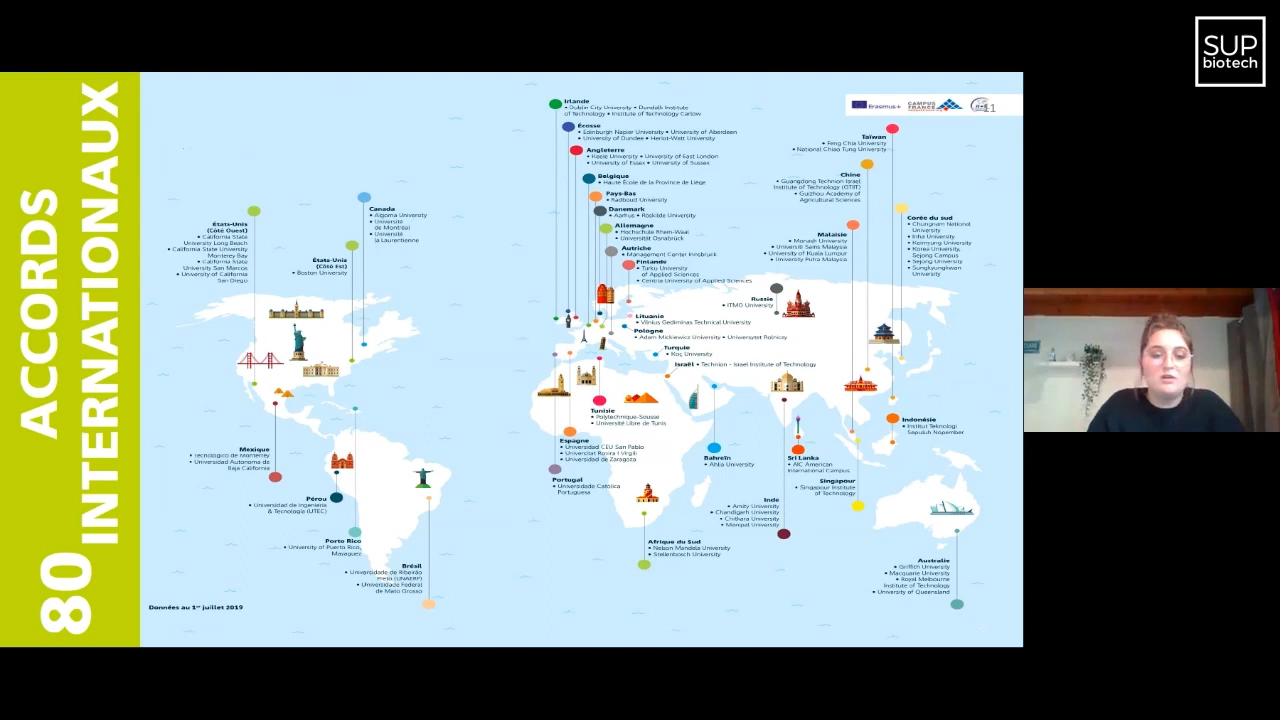 SUP
biotech
80 ACCORDS
INTERNATIONAUX
Erasmus+
CAMPUS
FRANCE
11
Irlande
• Dublin City University • Dundalk Institute
of Technology • Institute of Technology Carlow
Écosse
• Edinburgh Napier University • University of Aberdeen
• University of Dundee • Heriot-Watt University
Angleterre
• Keele University • University of East London
• University of Essex • University of Sussex
Belgique
• Haute École de la Province de Liège
Pays-Bas
• Radboud University
Danemark
• Aarhus • Roskilde University
Allemagne
• Hochschule Rhein-Waal
• Universität Osnabrück
Autriche
• Management Center Innsbruck
Finlande
• Turku University
of Applied Sciences
• Centria University of Applied Sciences
Lituanie
• Vilnius Gediminas Technical University
Pologne
• Adam Mickiewicz University • Uniwersytet Rolniczy
Turquie
• Koç University
Israël • Technion - Israel Institute of Technology
Taïwan
• Feng Chia University
• National Chiao Tung University
Chine
• Guangdong Technion Israel
Institute of Technology (GTIIT)
• Guizhou Academy of
Agricultural Sciences
Corée du sud
• Chungnam National
University
• Inha University
• Keimyung University
• Korea University,
Sejong Campus
• Sejong University
• Sungkyungkwan
University
Malaisie
• Monash University
• Universiti Sains Malaysia
• University of Kuala Lumpur
• University Putra Malaysia
Russie
• ITMO University
États-Unis
(Côté Ouest)
• California State
University Long Beach
• California State University
Monterey Bay
• California State
University San Marcos
• University of California
San Diego
Canada
• Algoma University
• Université
de Montréal
• Université
la Laurentienne
États-Unis
(Côté Est)
• Boston University
Mexique
• Tecnológico de Monterrey
• Universidad Autonoma de
Baja California
Pérou
• Universidad de Ingenieria
& Tecnologia (UTEC)
Porto Rico
• University of Puerto Rico,
Mayaguez
Brésil
• Universidade de Ribeirão
Preto (UNAERP)
• Universidade Federal
de Mato Grosso
Tunisie
• Polytechnique-Sousse
• Université Libre de Tunis
Espagne
• Universidad CEU San Pablo
• Universitat Rovira I Virgili
• Universidad de Zaragoza
Portugal
• Universidade Católica
Portuguesa
Afrique du Sud
• Nelson Mandela University
• Stellenbosch University
Bahreïn
• Ahlia University
Inde
• Amity University
• Chandigarh University
• Chitkara University
• Manipal University
Sri Lanka
• AIC American
International Campus
Singapour
• Singapour Institute
of Technology
Indonésie
• Institut Teknologi
Sepuluh Nopember
Australie
• Griffith University
• Macquarie University
• Royal Melbourne
Institute of Technology
• University of Queensland
Données au 1er juillet 2019